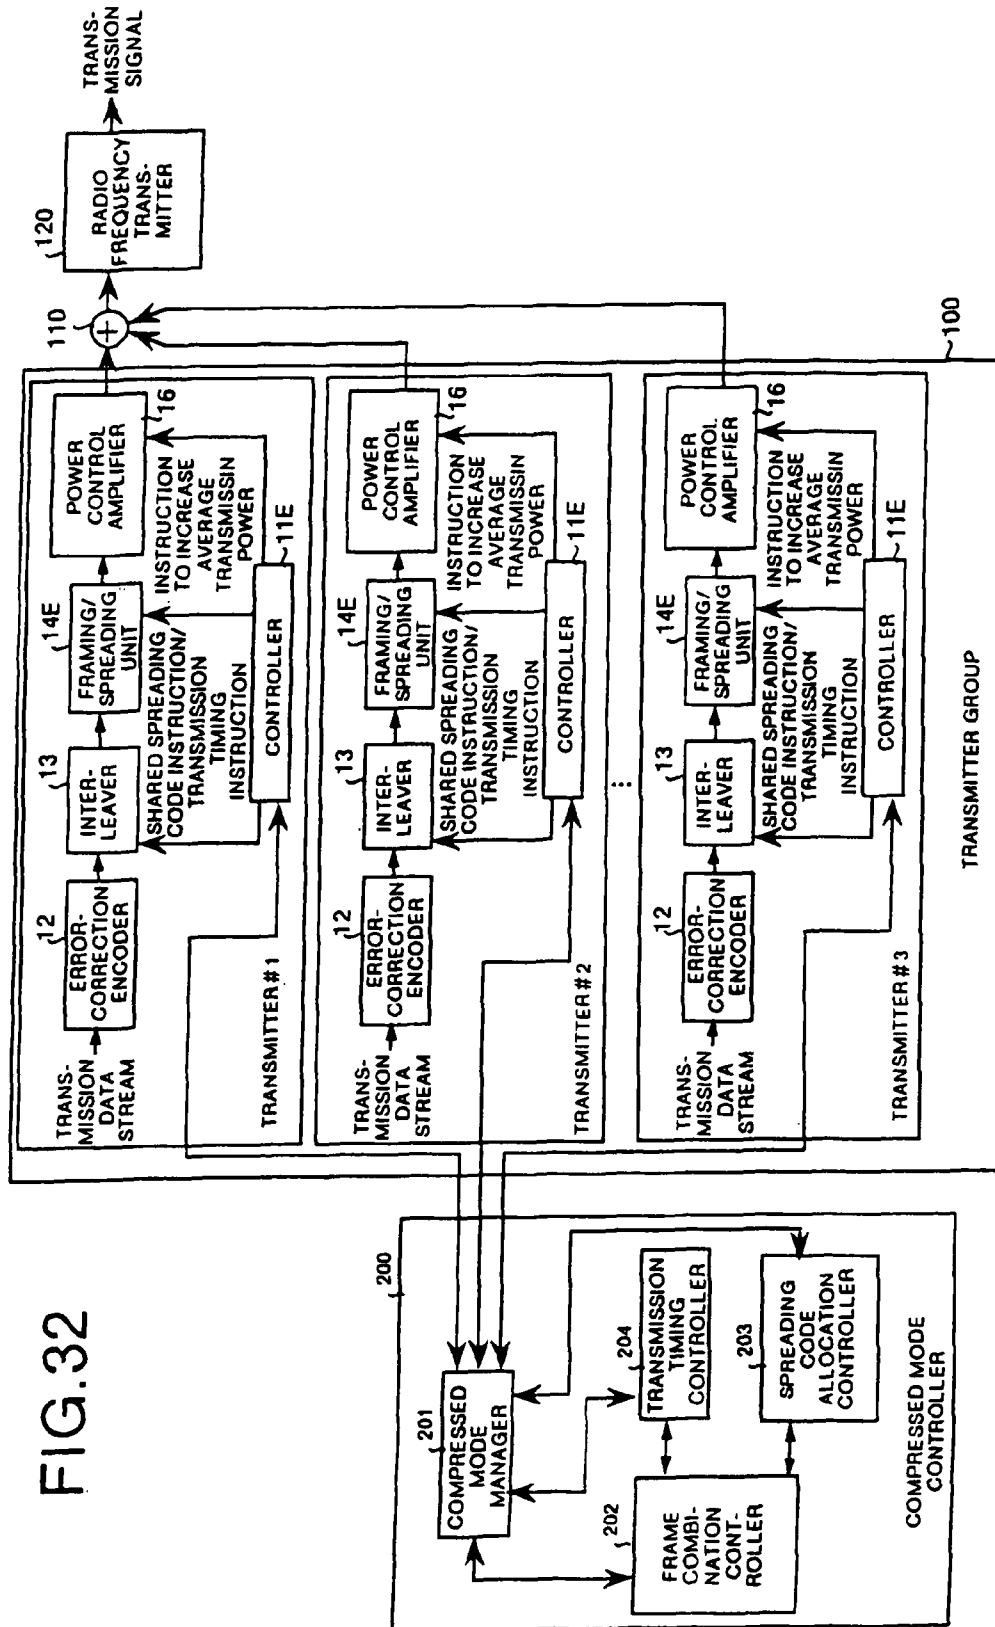 FIG.32
200
201
COMPRESSED
MODE
MANAGER
204
TRANSMISSION
TIMING
CONTROLLER
202
FRAME
COMBI-
NATION
CONT-
ROLLER
203
SPREADING
CODE
ALLOCATION
CONTROLLER
COMPRESSED MODE
CONTROLLER
TRANS-
MISSION
DATA
STREAM
12
ERROR-
CORRECTION
ENCODER
13
INTER-
LEAVER
14E
FRAMING/
SPREADING
UNIT
POWER
CONTROL
AMPLIFIER
16
SHARED SPREADING
CODE INSTRUCTION/
TRANSMISSION
TIMING
INSTRUCTION
INSTRUCTION
TO INCREASE
AVERAGE
TRANSMISSIN
POWER
11E
CONTROLLER
TRANSMITTER#1
TRANS-
MISSION
DATA
STREAM
12
ERROR-
CORRECTION
ENCODER
13
INTER-
LEAVER
14E
FRAMING/
SPREADING
UNIT
POWER
CONTROL
AMPLIFIER
16
SHARED SPREADING
CODE INSTRUCTION/
TRANSMISSION
TIMING
INSTRUCTION
INSTRUCTION
TO INCREASE
AVERAGE
TRANSMISSIN
POWER
11E
CONTROLLER
TRANSMITTER#2
...
TRANS-
MISSION
DATA
STREAM
12
ERROR-
CORRECTION
ENCODER
13
INTER-
LEAVER
14E
FRAMING/
SPREADING
UNIT
POWER
CONTROL
AMPLIFIER
16
SHARED SPREADING
CODE INSTRUCTION/
TRANSMISSION
TIMING
INSTRUCTION
INSTRUCTION
TO INCREASE
AVERAGE
TRANSMISSIN
POWER
11E
CONTROLLER
TRANSMITTER#3
TRANSMITTER GROUP
100
110
+
120
RADIO
FREQUENCY
TRANS-
MITTER
TRANS-
MISSION
SIGNAL